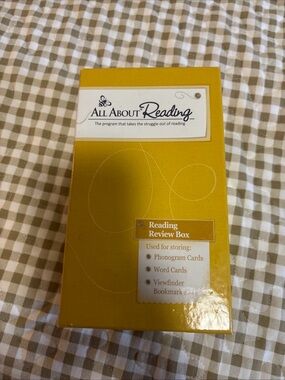 All About Reading
The program that takes the struggle out of reading
Reading
Review Box
Used for storing:
Phonogram Cards
Word Cards
Viewfinder
Bookmark